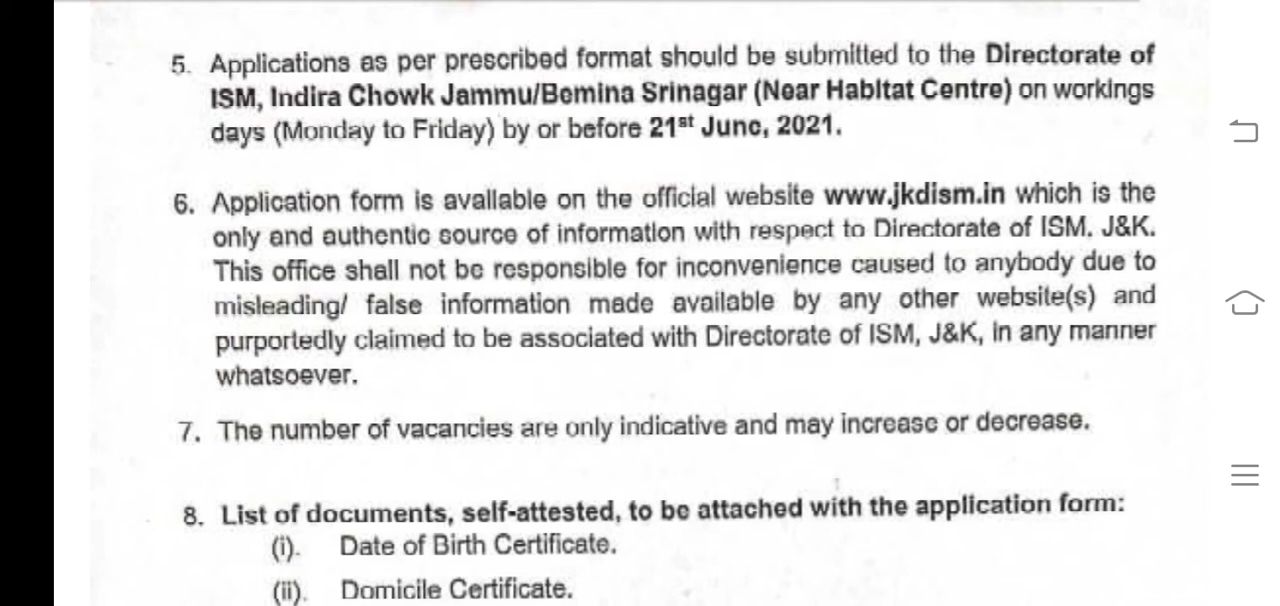 5. Applications as per prescribed format should be submitted to the Directorate of
ISM, Indira Chowk Jammu/Bemina Srinagar (Near Habitat Centre) on workings
days (Monday to Friday) by or before 21st June, 2021.
6. Application form is available on the official website www.jkdism.in which is the
only and authentic source of information with respect to Directorate of ISM. J&K.
This office shall not be responsible for inconvenience caused to anybody due to
misleading/ false information made available by any other website(s) and
purportedly claimed to be associated with Directorate of ISM, J&K, in any manner
whatsoever.
7. The number of vacancies are only indicative and may increase or decrease.
8. List of documents, self-attested, to be attached with the application form:
(i). Date of Birth Certificate.
(ii). Domicile Certificate.